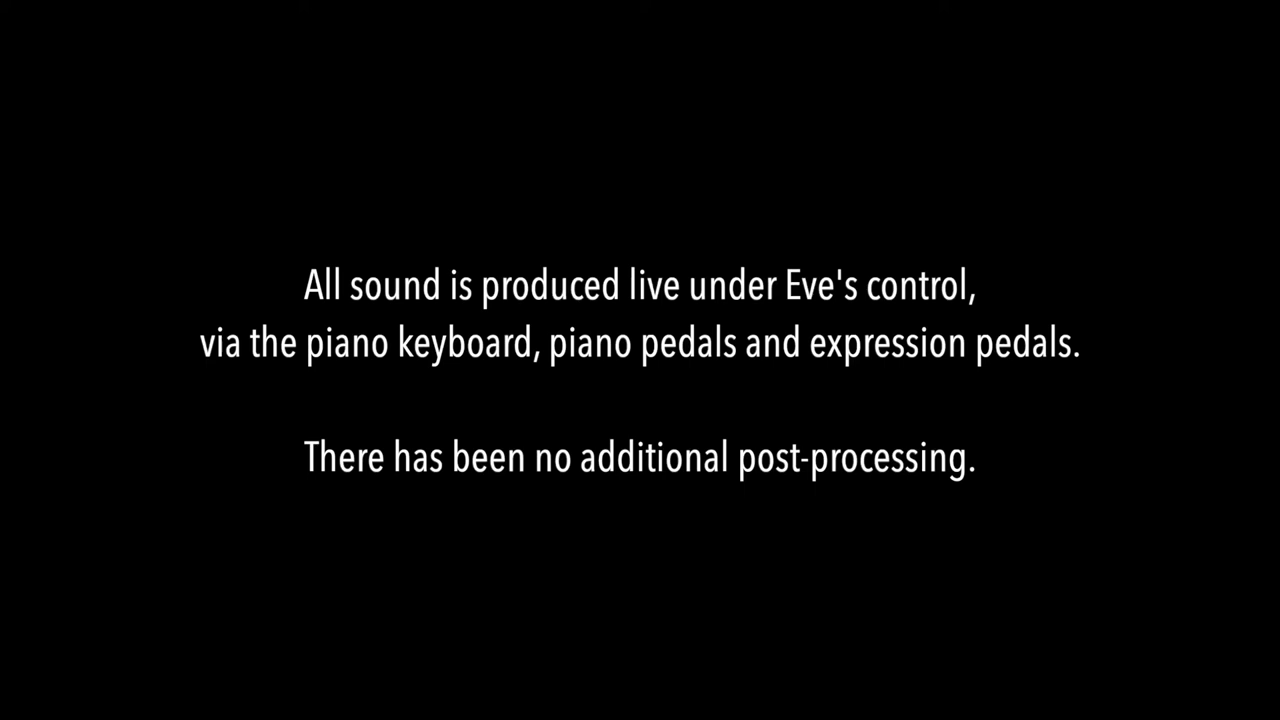 All sound is produced live under Eve's control,
via the piano keyboard, piano pedals and expression pedals.
There has been no additional post-processing.